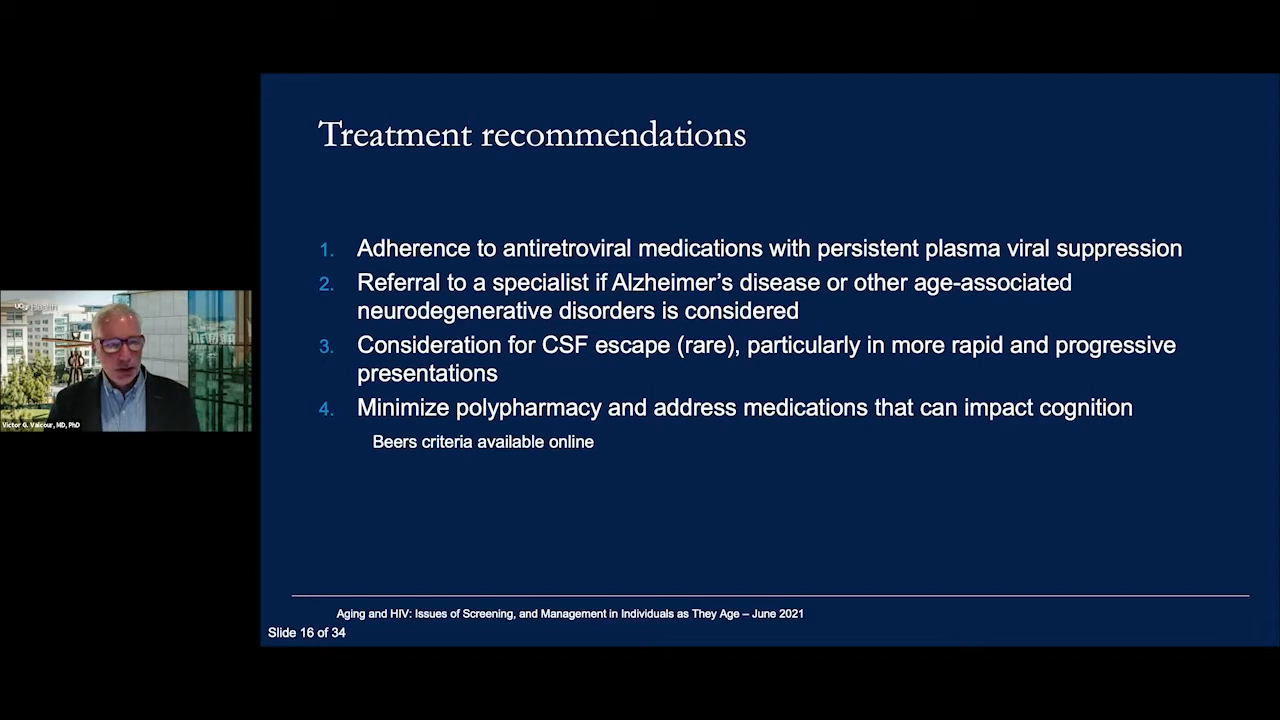 Treatment recommendations
1. Adherence to antiretroviral medications with persistent plasma viral suppression
2. Referral to a specialist if Alzheimer's disease or other age-associated
neurodegenerative disorders is considered
3. Consideration for CSF escape (rare), particularly in more rapid and progressive
presentations
4. Minimize polypharmacy and address medications that can impact cognition
Beers criteria available online
UCSF Health
Victor G. Valcour, MD, PhD
Aging and HIV: Issues of Screening, and Management in Individuals as They Age – June 2021
Slide 16 of 34